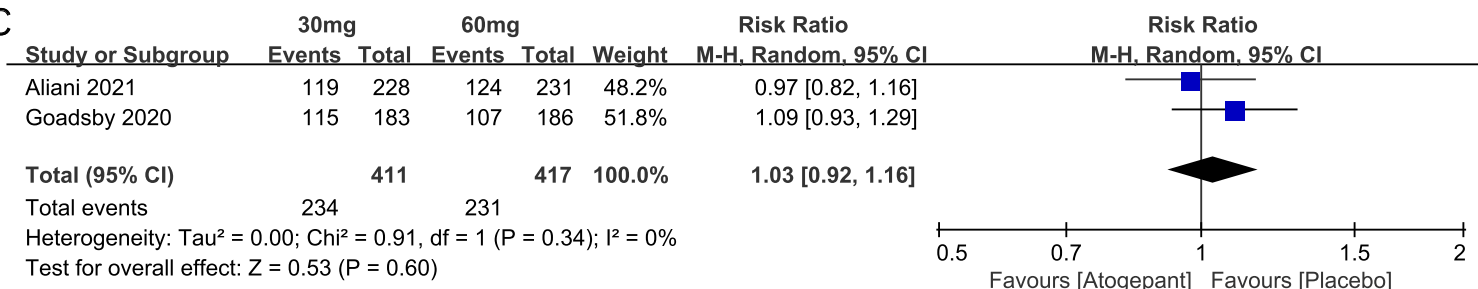 C
30mg 60mg Risk Ratio Risk Ratio
Study or Subgroup Events Total Events Total Weight M-H, Random, 95% CI M-H, Random, 95% CI
Aliani 2021 119 228 124 231 48.2% 0.97 [0.82, 1.16]
Goadsby 2020 115 183 107 186 51.8% 1.09 [0.93, 1.29]
Total (95% CI) 411 417 100.0% 1.03 [0.92, 1.16]
Total events 234 231
Heterogeneity: Tau² = 0.00; Chi² = 0.91, df = 1 (P = 0.34); I² = 0%
Test for overall effect: Z = 0.53 (P = 0.60)
0.5 0.7 1 1.5 2
Favours [Atogepant] Favours [Placebo]